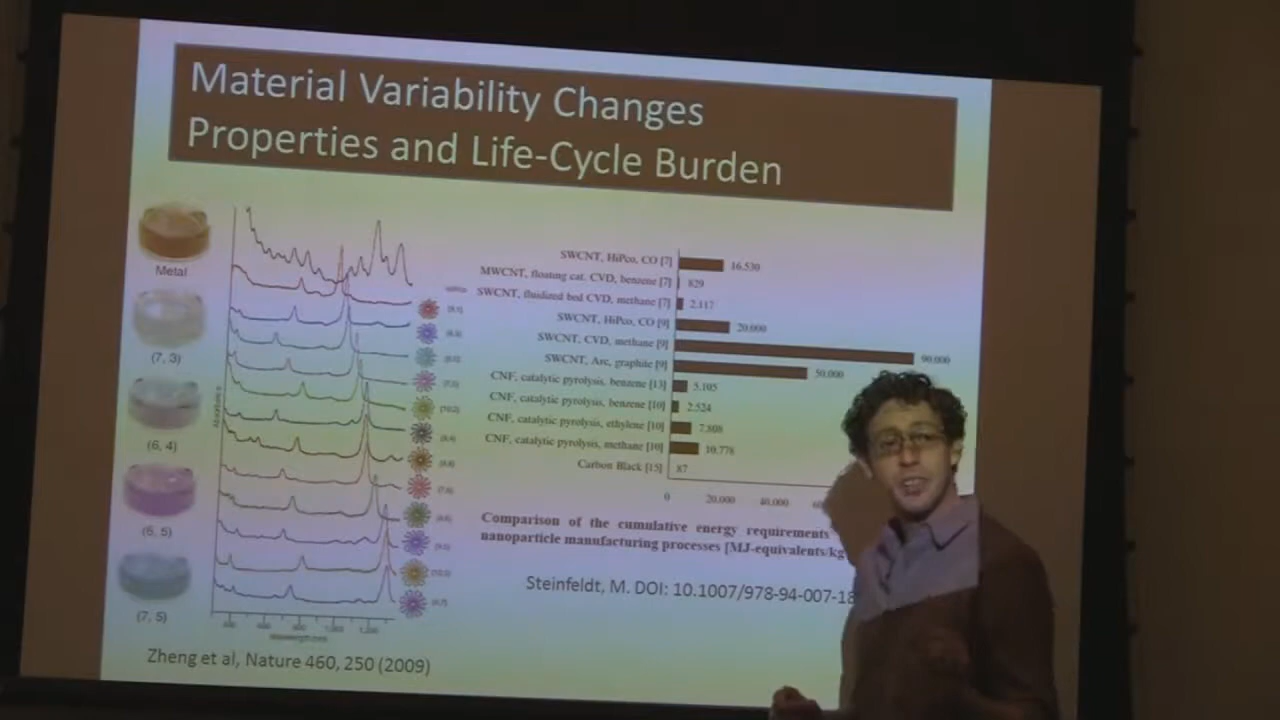 Material Variability Changes
Properties and Life-Cycle Burden
Metal
(7, 3)
(6, 4)
(6, 5)
(7, 5)
Absorbance
Zheng et al, Nature 460, 250 (2009)
SWCNT, HiPco, CO [7] 16.530
MWCNT, floating cat. CVD, benzene [7] 829
SWCNT, fluidized bed CVD, methane [7] 2.117
SWCNT, HiPco, CO [9] 20.000
SWCNT, CVD, methane [9] 90.000
SWCNT, Arc, graphite [9] 50.000
CNF, catalytic pyrolysis, benzene [13] 5.105
CNF, catalytic pyrolysis, benzene [10] 2.524
CNF, catalytic pyrolysis, ethylene [10] 7.808
CNF, catalytic pyrolysis, methane [10] 10.778
Carbon Black [15] 87
0 20.000 40.000
Comparison of the cumulative energy requirements
nanoparticle manufacturing processes [MJ-equivalents/kg
Steinfeldt, M. DOI: 10.1007/978-94-007-18